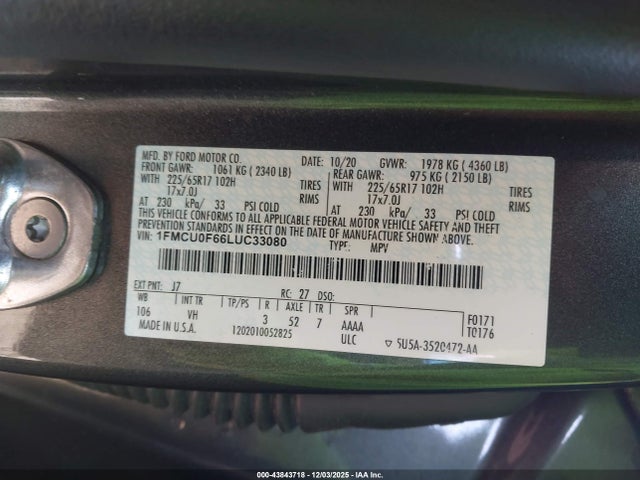 MFD. BY FORD MOTOR CO. DATE: 10/20 GVWR: 1978 KG ( 4360 LB)
FRONT GAWR: 1061 KG ( 2340 LB) REAR GAWR: 975 KG ( 2150 LB)
WITH 225/65R17 102H TIRES WITH 225/65R17 102H TIRES
17x7.0J 17x7.0J
AT 230 kPa/ 33 PSI COLD AT 230 kPa/ 33 PSI COLD
THIS VEHICLE CONFORMS TO ALL APPLICABLE FEDERAL MOTOR VEHICLE SAFETY AND THEFT
PREVENTION STANDARDS IN EFFECT ON THE DATE OF MANUFACTURE SHOWN ABOVE.
VIN: 1FMCU0F66LUC33080 TYPE: MPV
EXT PNT: J7 RC: 27 DSO:
WB INT TR TP/PS R AXLE TR SPR F0171
106 VH 3 52 7 AAAA T0176
MADE IN U.S.A. 1202010052825 ULC 5U5A-3520472-AA
000-43843718 - 12/03/2025 - IAA Inc.